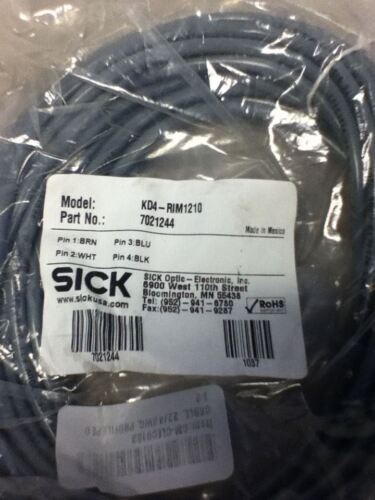 Model: KD4-RIM1210
Part No.: 7021244
Made in Mexico
Pin 1:BRN Pin 3:BLU
Pin 2:WHT Pin 4:BLK
SICK
www.sickusa.com
SICK Optic-Electronic, Inc.
6900 West 110th Street
Bloomington, MN 55438
Tel: (952)-941-6780
Fax:(952)-941-9287
RoHS
7021244
1037